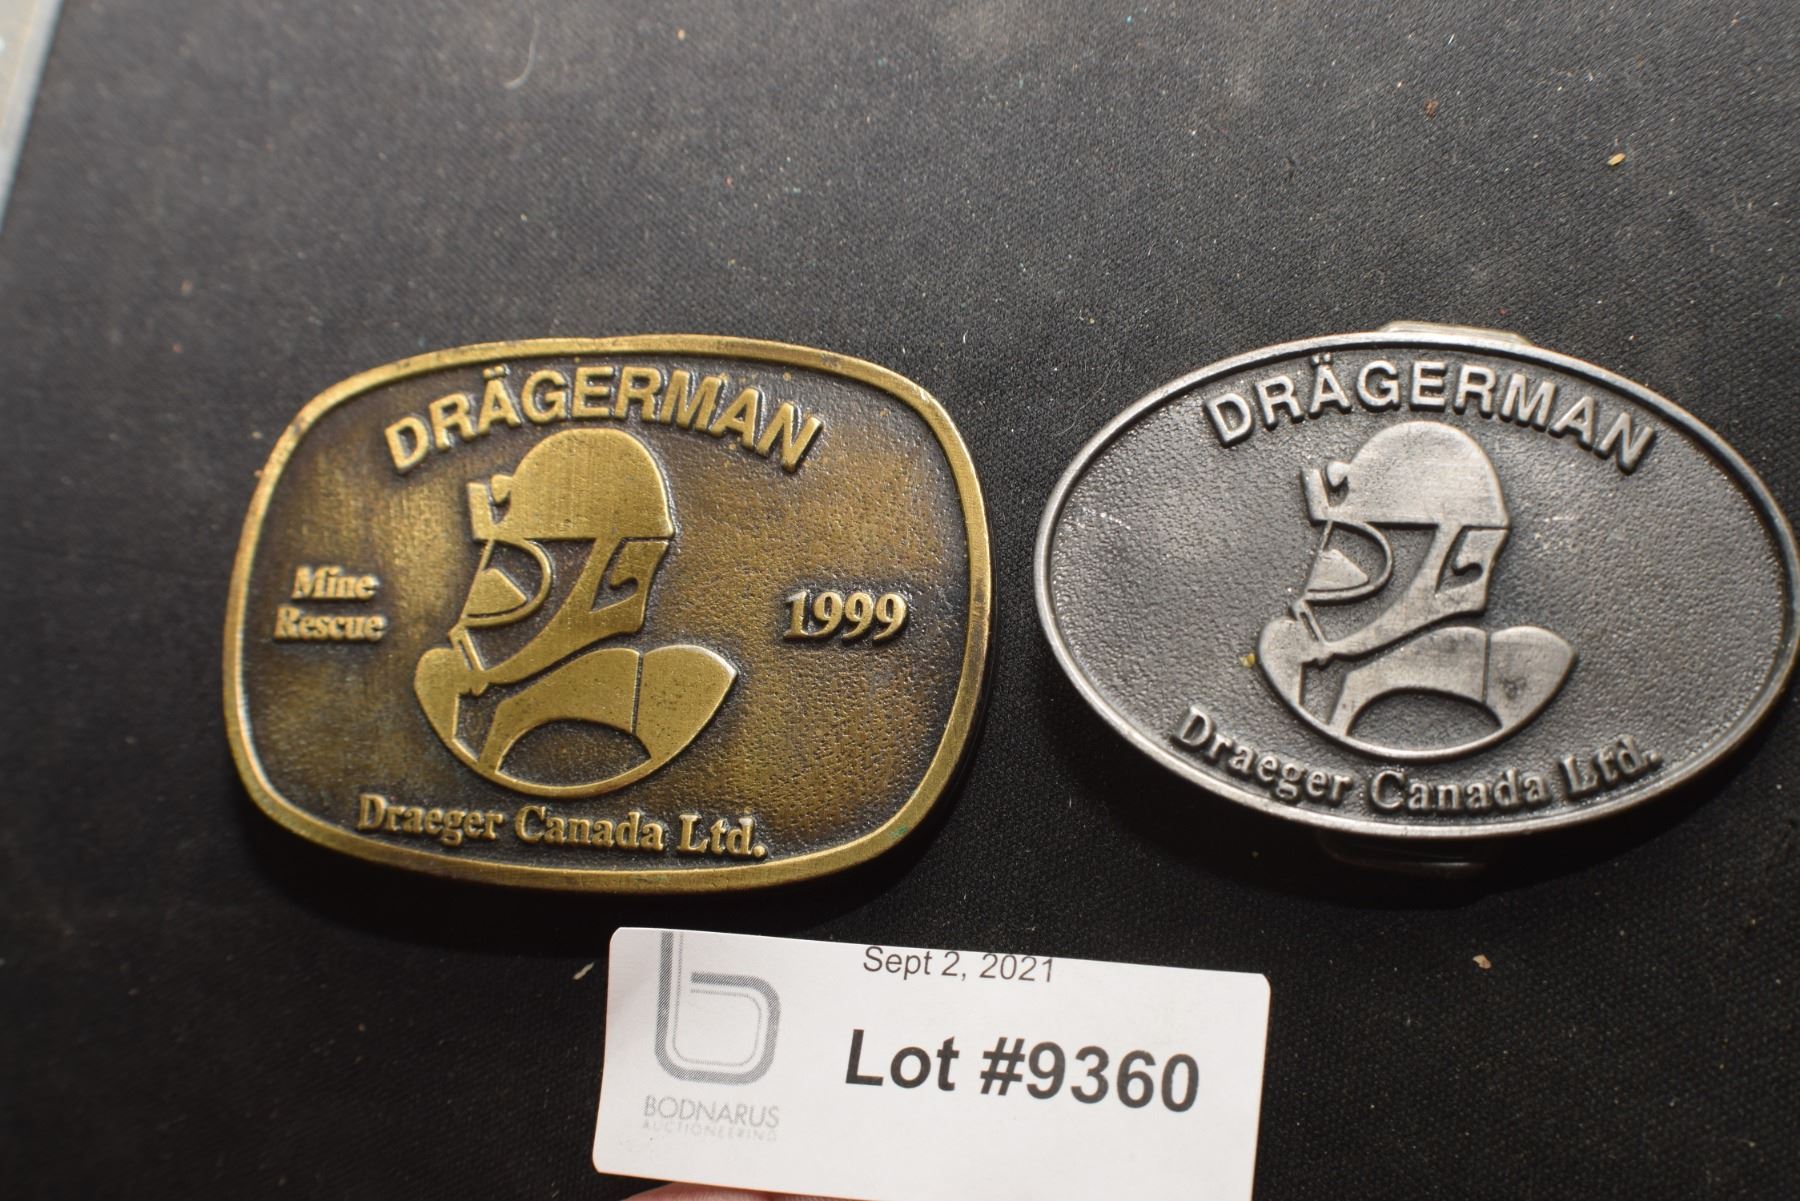 DRÄGERMAN
Mine
Rescue
1999
Draeger Canada Ltd.
DRÄGERMAN
Draeger Canada Ltd.
Sept 2, 2021
Lot #9360
BODNARUS
AUCTIONEERING